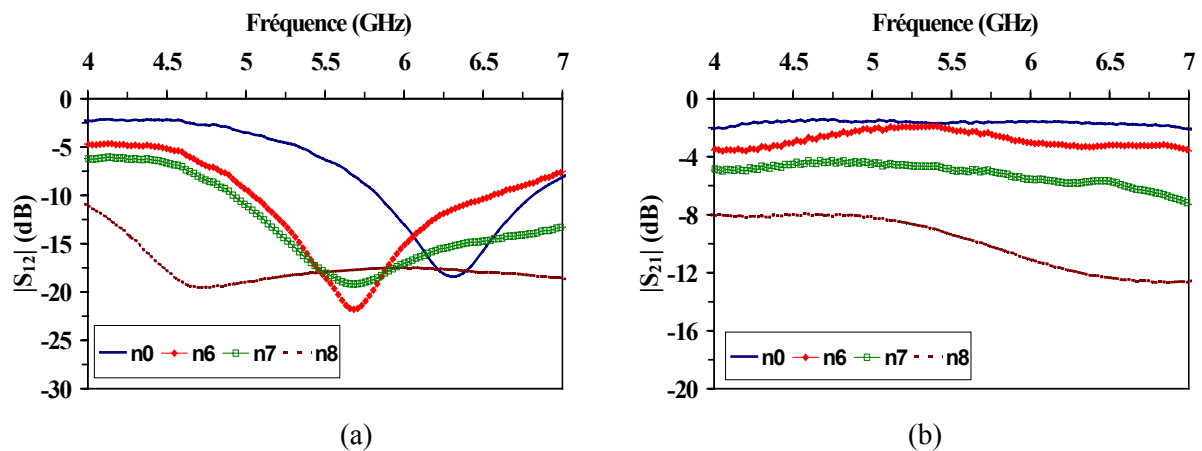 Fréquence (GHz)
4 4.5 5 5.5 6 6.5 7
0
-5
-10
-15
-20
-25
-30
|S12| (dB)
n0 n6 n7 n8
(a)
Fréquence (GHz)
4 4.5 5 5.5 6 6.5 7
0
-4
-8
-12
-16
-20
|S21| (dB)
n0 n6 n7 n8
(b)